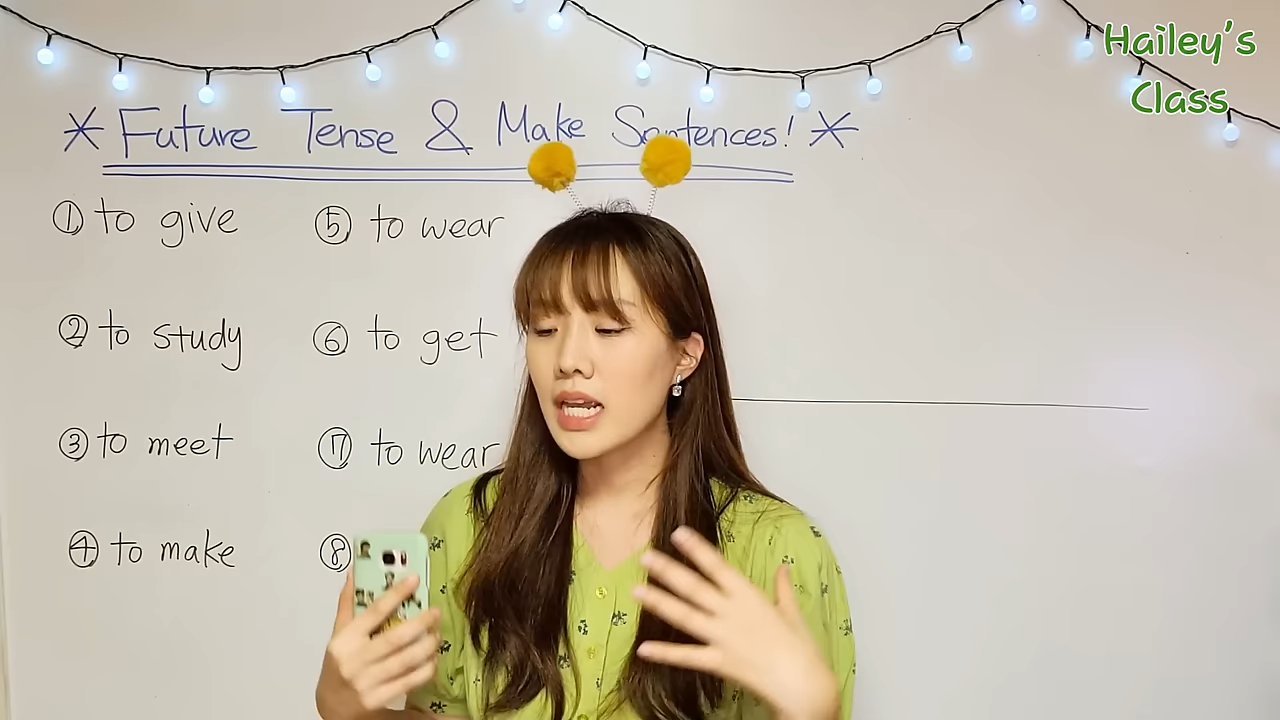 Hailey's
Class
* Future Tense & Make Sentences! *
① to give
② to study
③ to meet
④ to make
⑤ to wear
⑥ to get
⑦ to wear
⑧